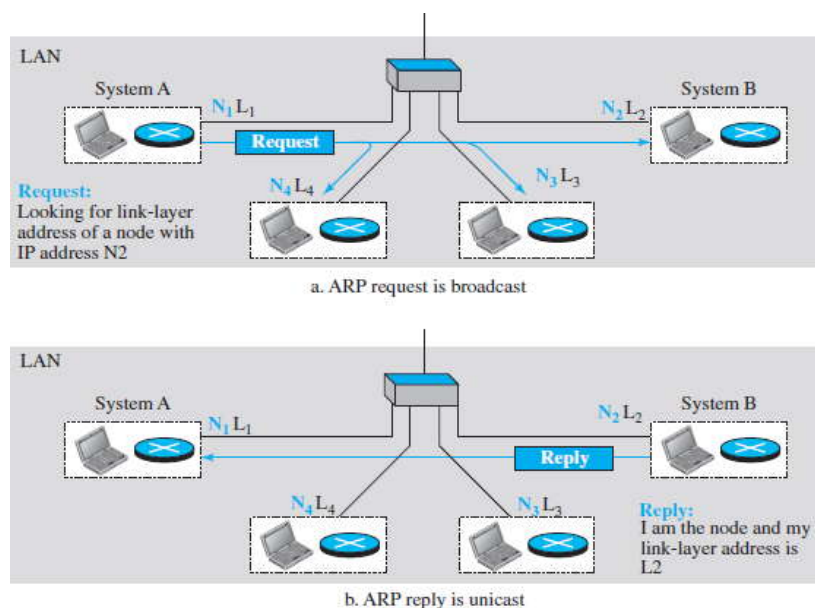 LAN
System A
System B
N1 L1
N2 L2
Request
N4 L4
N3 L3
Request:
Looking for link-layer
address of a node with
IP address N2
a. ARP request is broadcast
LAN
System A
System B
N1 L1
N2 L2
Reply
N4 L4
N3 L3
Reply:
I am the node and my
link-layer address is
L2
b. ARP reply is unicast